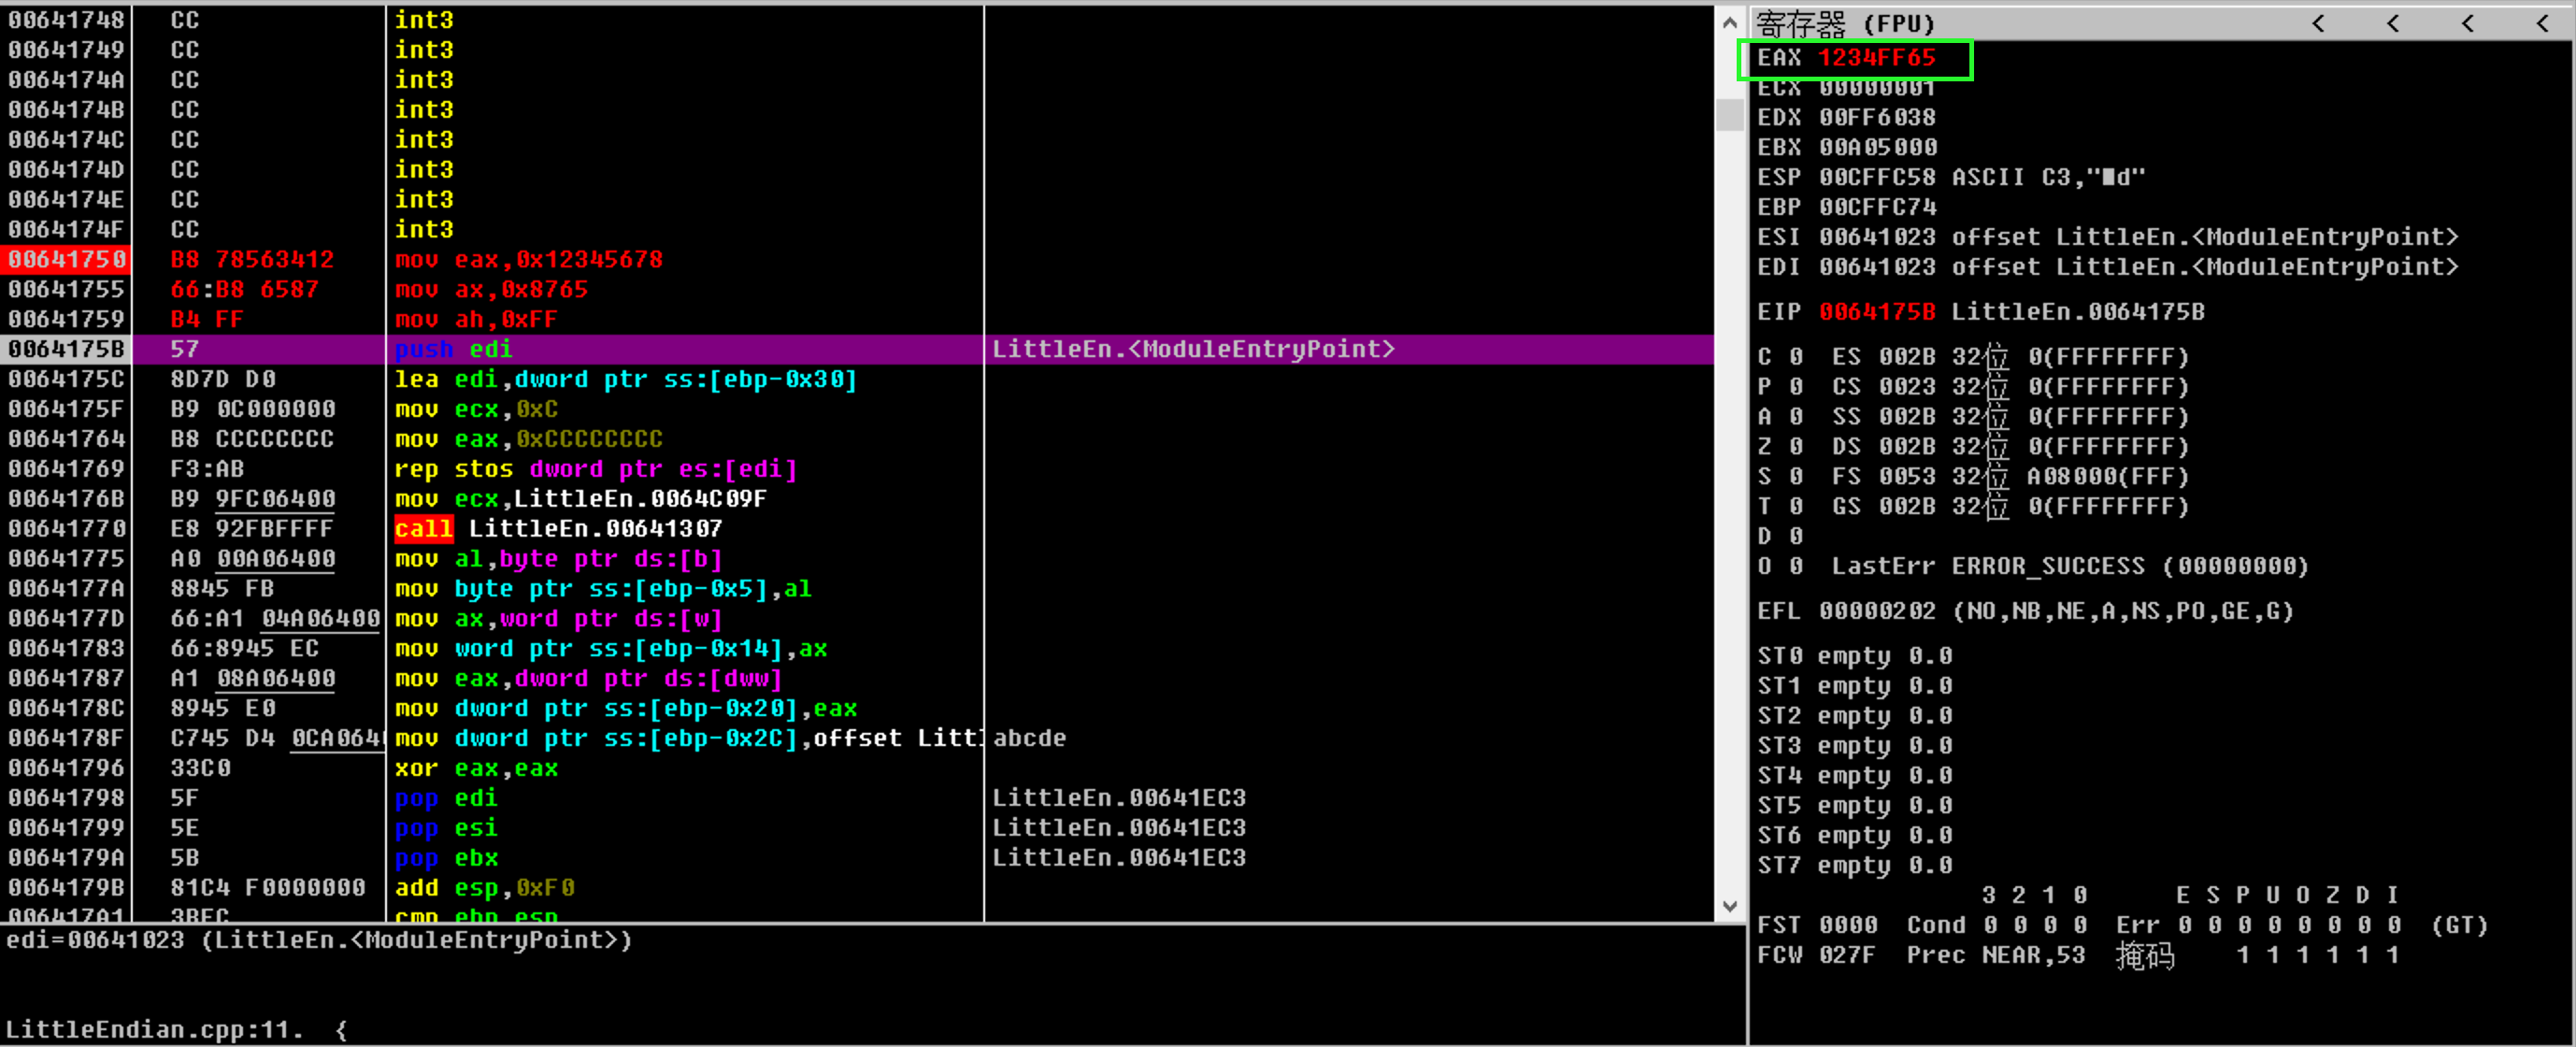 00641748 CC int3
00641749 CC int3
0064174A CC int3
0064174B CC int3
0064174C CC int3
0064174D CC int3
0064174E CC int3
0064174F CC int3
00641750 B8 78563412 mov eax,0x12345678
00641755 66:B8 6587 mov ax,0x8765
00641759 B4 FF mov ah,0xFF
0064175B 57 push edi LittleEn.<ModuleEntryPoint>
0064175C 8D7D D0 lea edi,dword ptr ss:[ebp-0x30]
0064175F B9 0C000000 mov ecx,0xC
00641764 B8 CCCCCCCC mov eax,0xCCCCCCCC
00641769 F3:AB rep stos dword ptr es:[edi]
0064176B B9 9FC06400 mov ecx,LittleEn.0064C09F
00641770 E8 92FBFFFF call LittleEn.00641307
00641775 A0 00A06400 mov al,byte ptr ds:[b]
0064177A 8845 FB mov byte ptr ss:[ebp-0x5],al
0064177D 66:A1 04A06400 mov ax,word ptr ds:[w]
00641783 66:8945 EC mov word ptr ss:[ebp-0x14],ax
00641787 A1 08A06400 mov eax,dword ptr ds:[dww]
0064178C 8945 E0 mov dword ptr ss:[ebp-0x20],eax
0064178F C745 D4 0CA064 mov dword ptr ss:[ebp-0x2C],offset Littl abcde
00641796 33C0 xor eax,eax
00641798 5F pop edi LittleEn.00641EC3
00641799 5E pop esi LittleEn.00641EC3
0064179A 5B pop ebx LittleEn.00641EC3
0064179B 81C4 F0000000 add esp,0xF0
006417A1 3BEC cmp ebp,esp
edi=00641023 (LittleEn.<ModuleEntryPoint>)
LittleEndian.cpp:11. {
寄存器 (FPU) < < < <
EAX 1234FF65
ECX 00000001
EDX 00FF6038
EBX 00A05000
ESP 00CFFC58 ASCII C3,"■d"
EBP 00CFFC74
ESI 00641023 offset LittleEn.<ModuleEntryPoint>
EDI 00641023 offset LittleEn.<ModuleEntryPoint>
EIP 0064175B LittleEn.0064175B
C 0 ES 002B 32位 0(FFFFFFFF)
P 0 CS 0023 32位 0(FFFFFFFF)
A 0 SS 002B 32位 0(FFFFFFFF)
Z 0 DS 002B 32位 0(FFFFFFFF)
S 0 FS 0053 32位 A08000(FFF)
T 0 GS 002B 32位 0(FFFFFFFF)
D 0
O 0 LastErr ERROR_SUCCESS (00000000)
EFL 00000202 (NO,NB,NE,A,NS,PO,GE,G)
ST0 empty 0.0
ST1 empty 0.0
ST2 empty 0.0
ST3 empty 0.0
ST4 empty 0.0
ST5 empty 0.0
ST6 empty 0.0
ST7 empty 0.0
3 2 1 0 E S P U O Z D I
FST 0000 Cond 0 0 0 0 Err 0 0 0 0 0 0 0 0 (GT)
FCW 027F Prec NEAR,53 掩码 1 1 1 1 1 1